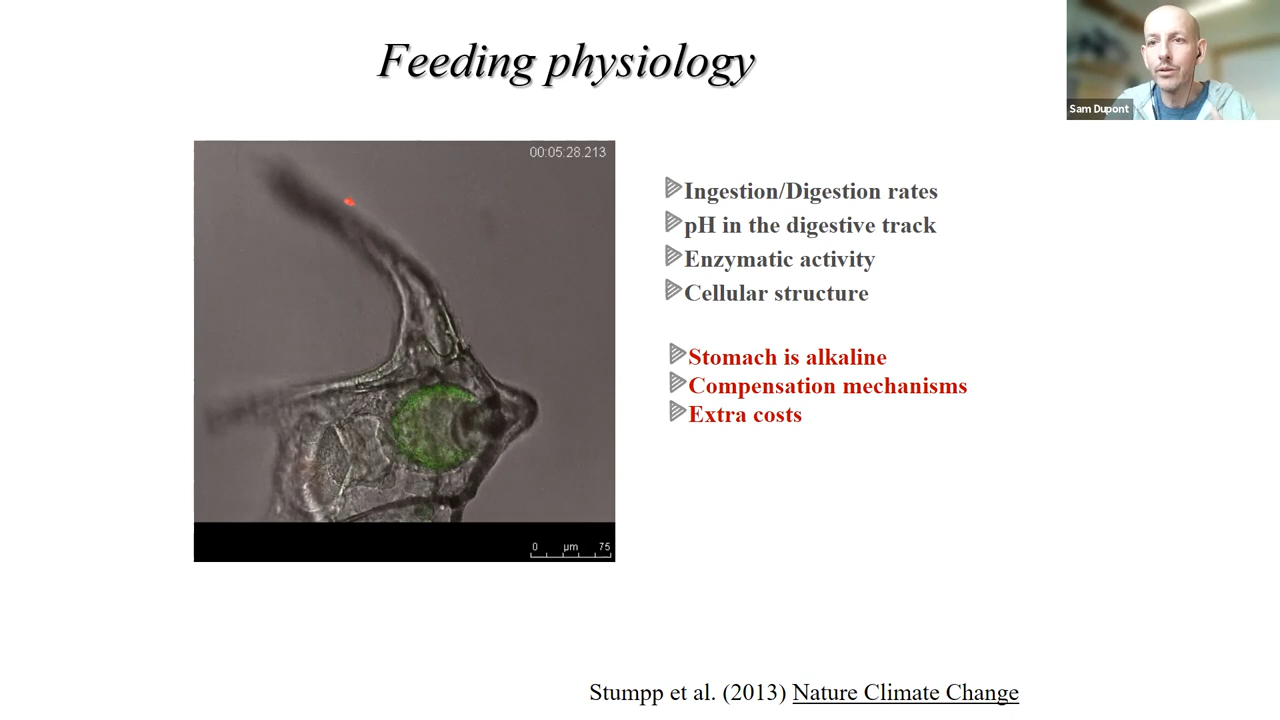 Feeding physiology
Sam Dupont
00:05:28.213
Ingestion/Digestion rates
pH in the digestive track
Enzymatic activity
Cellular structure
Stomach is alkaline
Compensation mechanisms
Extra costs
0 µm 75
Stumpp et al. (2013) Nature Climate Change